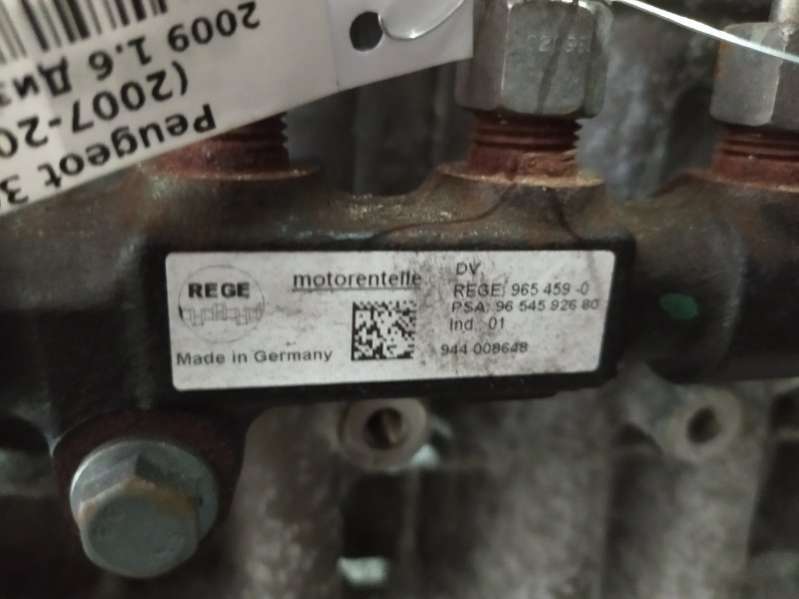 Peugeot 3
(2007-20
2009 1.6 Диз
REGE
Made in Germany
motorenteile
DV
REGE: 965 459 -0
PSA: 96 545 926 80
Ind.: 01
944 008648